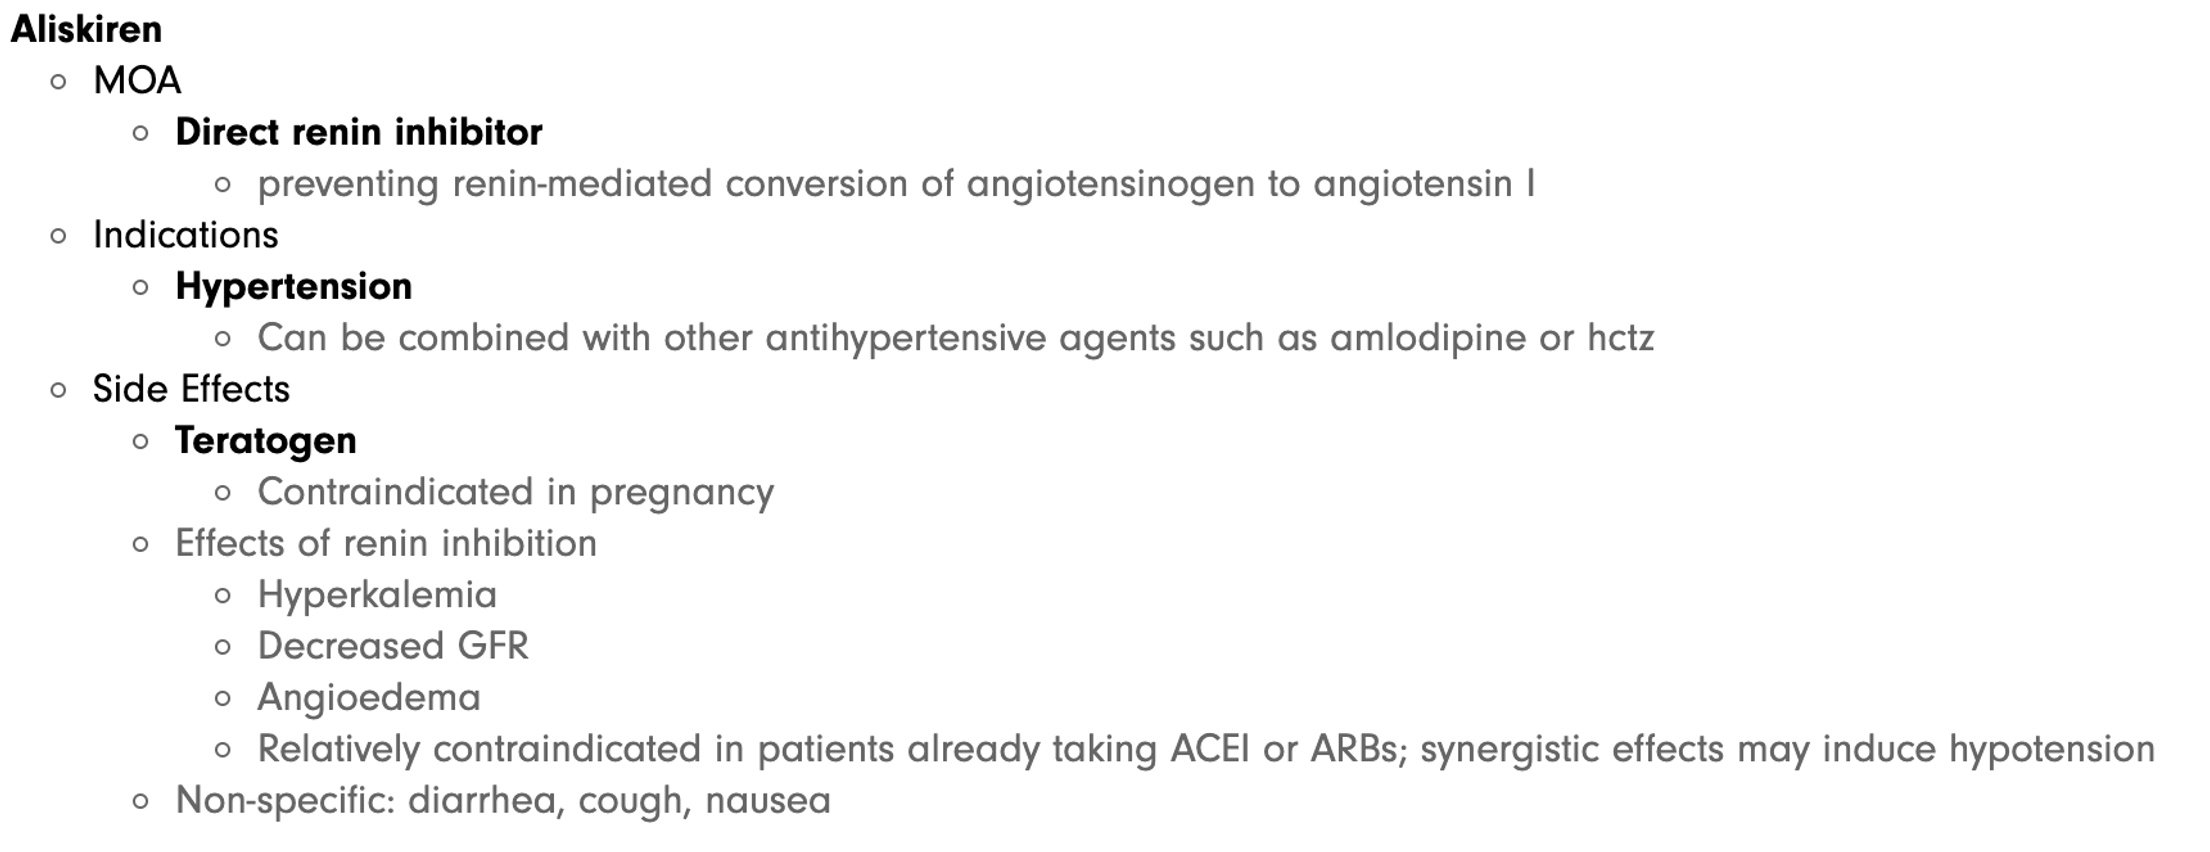 Aliskiren
MOA
Direct renin inhibitor
preventing renin-mediated conversion of angiotensinogen to angiotensin I
Indications
Hypertension
Can be combined with other antihypertensive agents such as amlodipine or hctz
Side Effects
Teratogen
Contraindicated in pregnancy
Effects of renin inhibition
Hyperkalemia
Decreased GFR
Angioedema
Relatively contraindicated in patients already taking ACEI or ARBs; synergistic effects may induce hypotension
Non-specific: diarrhea, cough, nausea